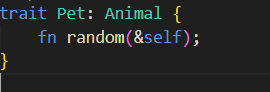 trait Pet: Animal {
    fn random(&self);
}